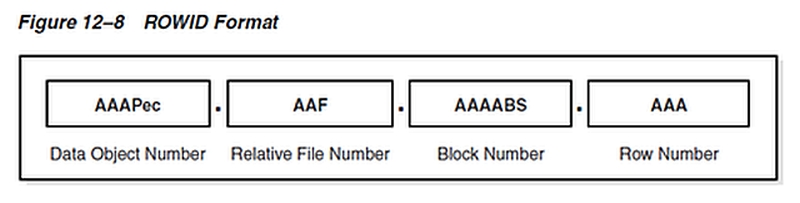 Figure 12–8 ROWID Format
AAAPec . AAF . AAAABS . AAA
Data Object Number Relative File Number Block Number Row Number